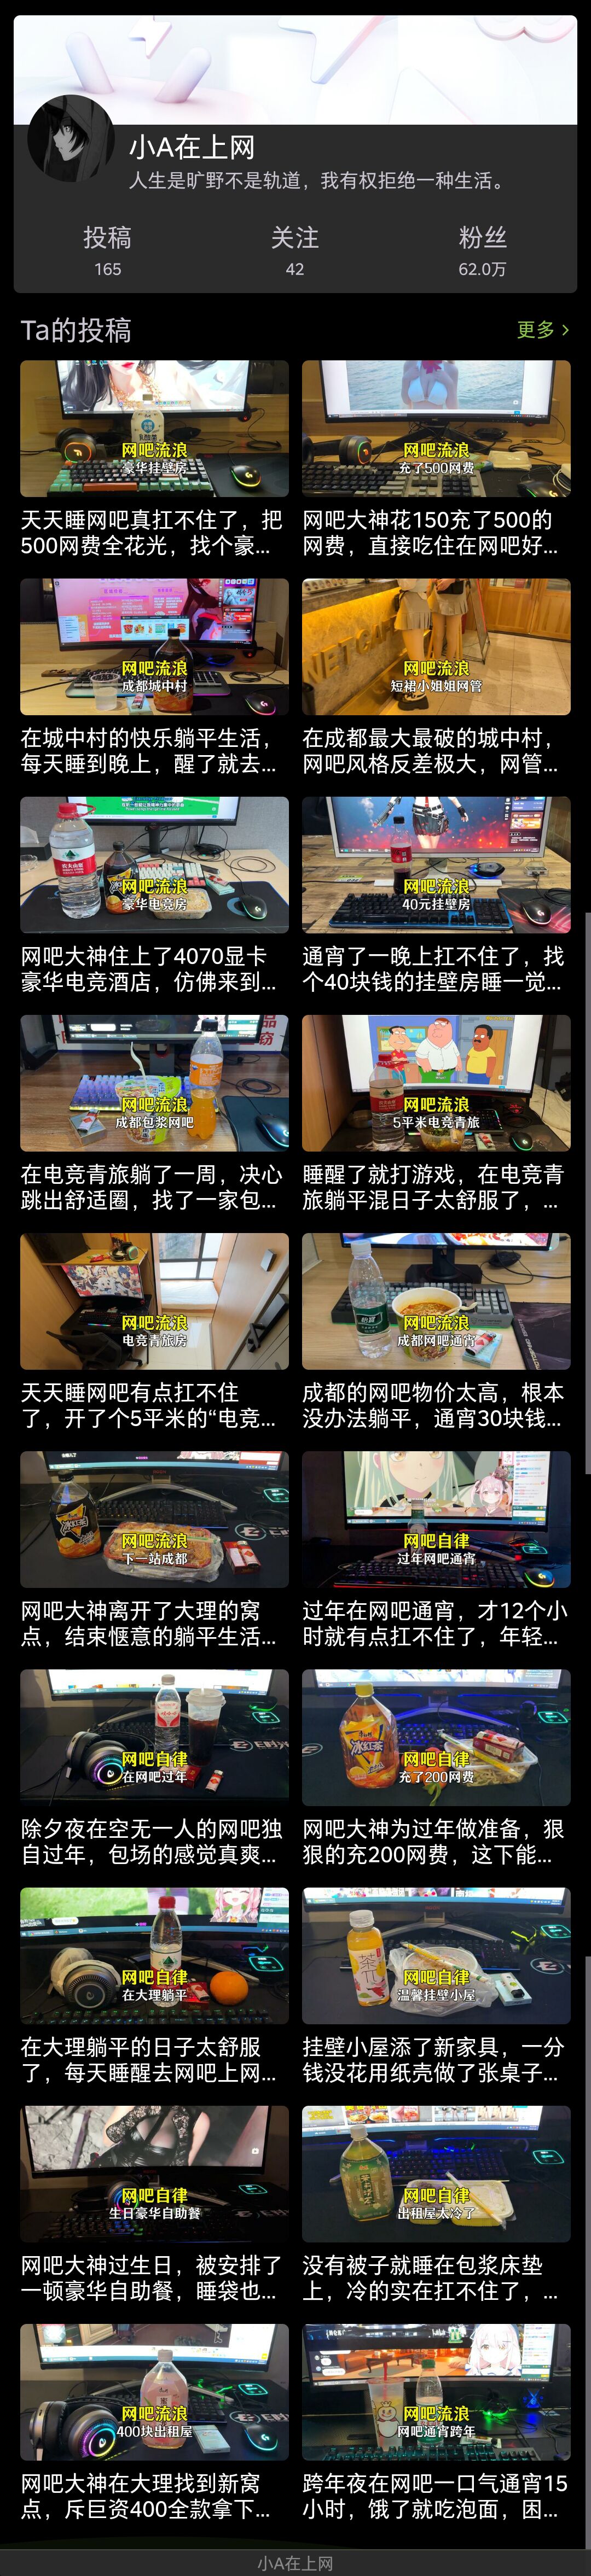 小A在上网
人生是旷野不是轨道，我有权拒绝一种生活。
投稿
关注
粉丝
165
42
62.0万
Ta的投稿
更多
网吧流浪
豪华挂壁房
网吧流浪
充了500网费
天天睡网吧真扛不住了，把
500网费全花光，找个豪...
网吧大神花150充了500的
网费，直接吃住在网吧好...
网吧流浪
成都城中村
网吧流浪
短裙小姐姐网管
在城中村的快乐躺平生活，
每天睡到晚上，醒了就去...
在成都最大最破的城中村，
网吧风格反差极大，网管...
网吧流浪
豪华电竞房
网吧流浪
40元挂壁房
网吧大神住上了4070显卡
豪华电竞酒店，仿佛来到...
通宵了一晚上扛不住了，找
个40块钱的挂壁房睡一觉...
网吧流浪
成都包浆网吧
网吧流浪
5平米电竞青旅
在电竞青旅躺了一周，决心
跳出舒适圈，找了一家包...
睡醒了就打游戏，在电竞青
旅躺平混日子太舒服了，...
网吧流浪
电竞青旅房
网吧流浪
成都网吧通宵
天天睡网吧有点扛不住
了，开了个5平米的“电竞...
成都的网吧物价太高，根本
没办法躺平，通宵30块钱...
冰红茶
网吧流浪
下一站成都
网吧自律
过年网吧通宵
网吧大神离开了大理的窝
点，结束惬意的躺平生活...
过年在网吧通宵，才12个小
时就有点扛不住了，年轻...
网吧自律
在网吧过年
冰红茶
网吧自律
充了200网费
除夕夜在空无一人的网吧独
自过年，包场的感觉真爽...
网吧大神为过年做准备，狠
狠的充200网费，这下能...
网吧自律
在大理躺平
茶π
网吧自律
温馨挂壁小屋
在大理躺平的日子太舒服
了，每天睡醒去网吧上网...
挂壁小屋添了新家具，一分
钱没花用纸壳做了张桌子...
网吧自律
生日豪华自助餐
网吧自律
出租屋太冷了
网吧大神过生日，被安排了
一顿豪华自助餐，睡袋也...
没有被子就睡在包浆床垫
上，冷的实在扛不住了，...
网吧流浪
400块出租屋
网吧流浪
网吧通宵跨年
网吧大神在大理找到新窝
点，斥巨资400全款拿下...
跨年夜在网吧一口气通宵15
小时，饿了就吃泡面，困...
小A在上网